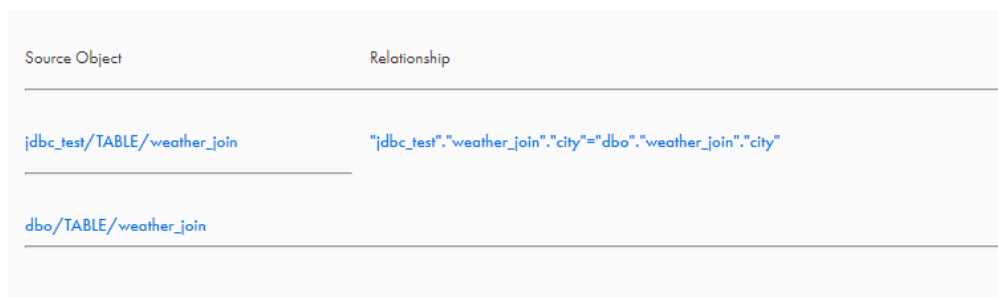 Source Object Relationship
jdbc_test/TABLE/weather_join "jdbc_test"."weather_join"."city"="dbo"."weather_join"."city"
dbo/TABLE/weather_join